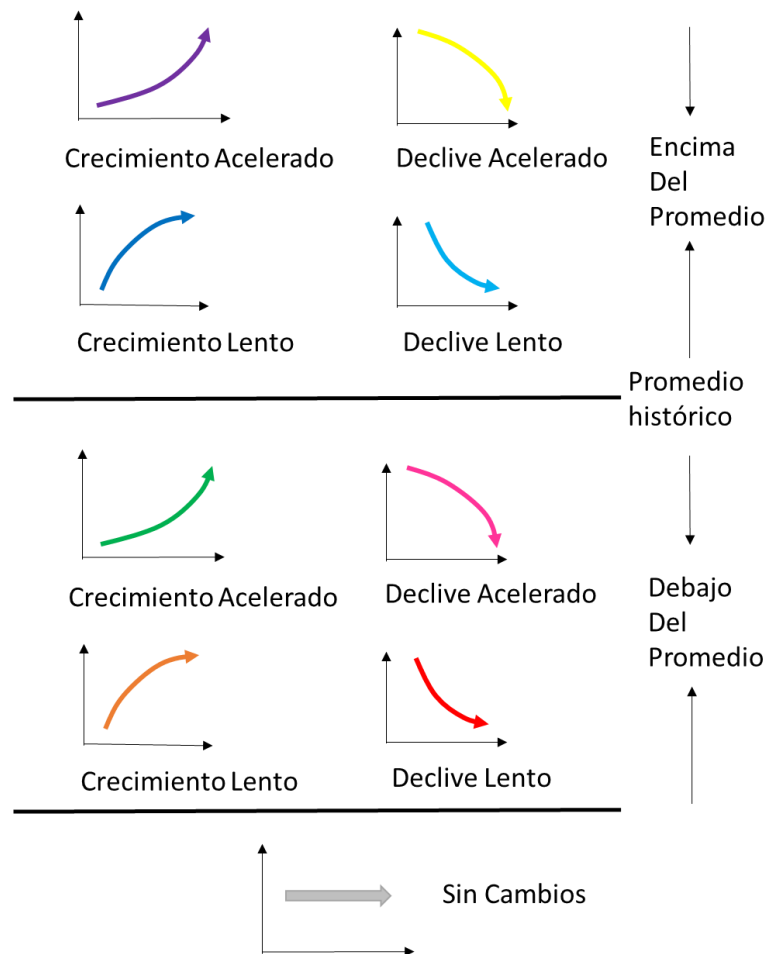 Crecimiento Acelerado
Declive Acelerado
Encima
Del
Promedio
Crecimiento Lento
Declive Lento
Promedio
histórico
Crecimiento Acelerado
Declive Acelerado
Debajo
Del
Promedio
Crecimiento Lento
Declive Lento
Sin Cambios